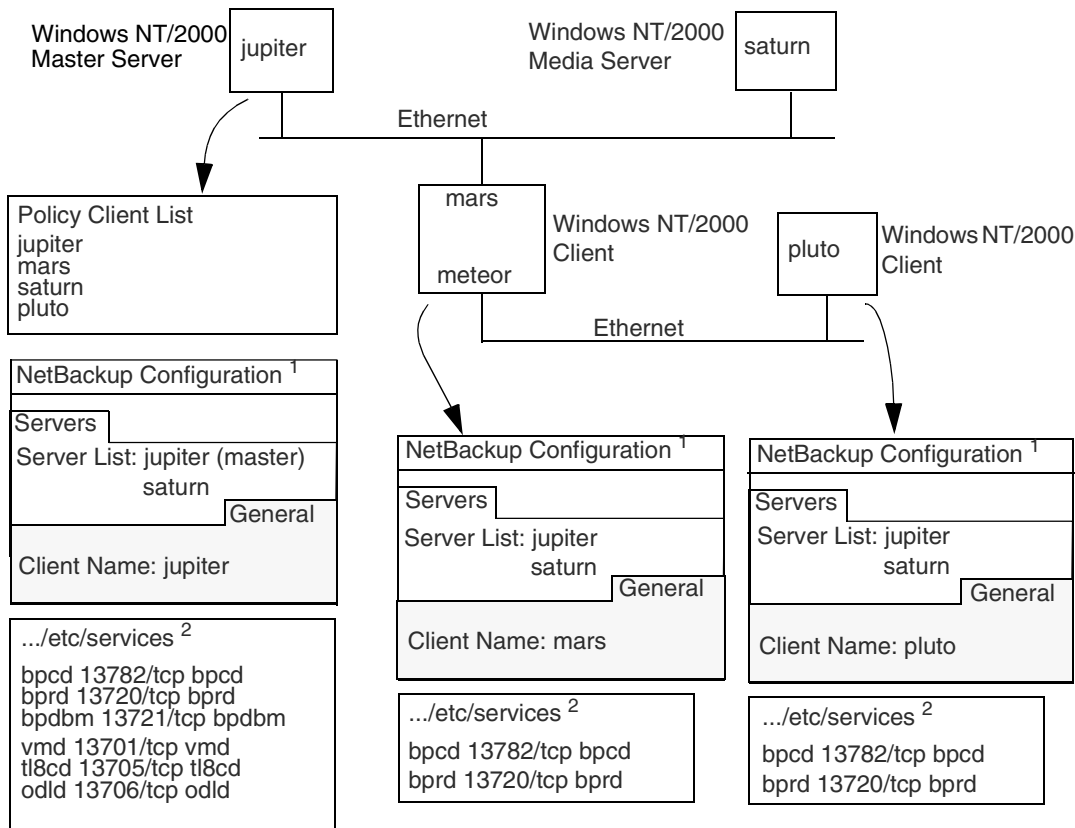 Windows NT/2000
Master Server
jupiter
Windows NT/2000
Media Server
saturn
Ethernet
Policy Client List
jupiter
mars
saturn
pluto
mars
meteor
Windows NT/2000
Client
pluto
Windows NT/2000
Client
Ethernet
NetBackup Configuration 1
Servers
Server List: jupiter (master)
saturn
General
Client Name: jupiter
.../etc/services 2
bpcd 13782/tcp bpcd
bprd 13720/tcp bprd
bpdbm 13721/tcp bpdbm
vmd 13701/tcp vmd
tl8cd 13705/tcp tl8cd
odld 13706/tcp odld
NetBackup Configuration 1
Servers
Server List: jupiter
saturn
General
Client Name: mars
.../etc/services 2
bpcd 13782/tcp bpcd
bprd 13720/tcp bprd
NetBackup Configuration 1
Servers
Server List: jupiter
saturn
General
Client Name: pluto
.../etc/services 2
bpcd 13782/tcp bpcd
bprd 13720/tcp bprd